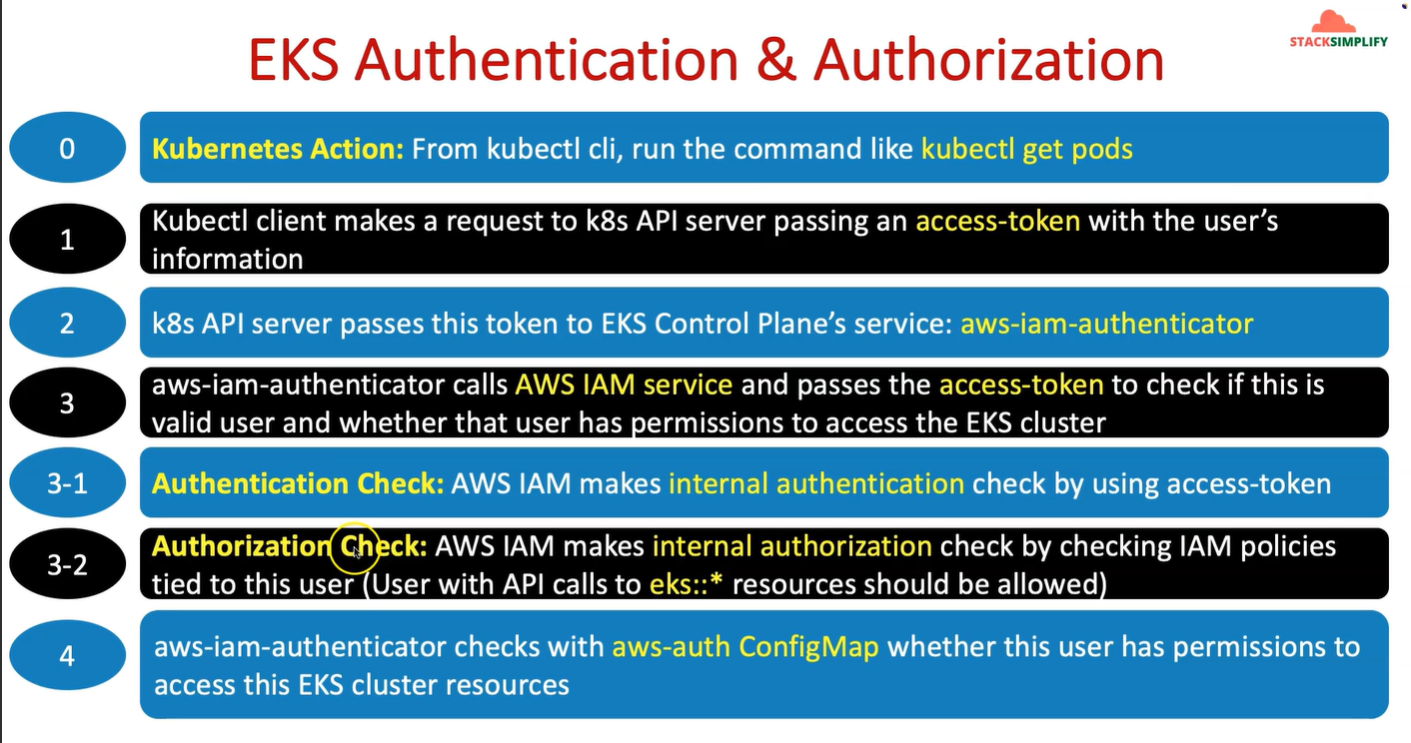 STACKSIMPLIFY
EKS Authentication & Authorization
0
Kubernetes Action: From kubectl cli, run the command like kubectl get pods
1
Kubectl client makes a request to k8s API server passing an access-token with the user's
information
2
k8s API server passes this token to EKS Control Plane's service: aws-iam-authenticator
3
aws-iam-authenticator calls AWS IAM service and passes the access-token to check if this is
valid user and whether that user has permissions to access the EKS cluster
3-1
Authentication Check: AWS IAM makes internal authentication check by using access-token
3-2
Authorization Check: AWS IAM makes internal authorization check by checking IAM policies
tied to this user (User with API calls to eks::* resources should be allowed)
4
aws-iam-authenticator checks with aws-auth ConfigMap whether this user has permissions to
access this EKS cluster resources